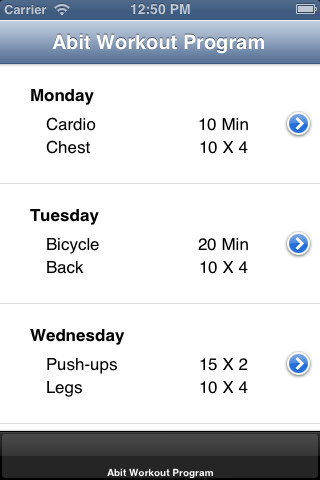 Carrier 12:50 PM
Abit Workout Program
Monday
Cardio 10 Min
Chest 10 X 4
Tuesday
Bicycle 20 Min
Back 10 X 4
Wednesday
Push-ups 15 X 2
Legs 10 X 4
Abit Workout Program